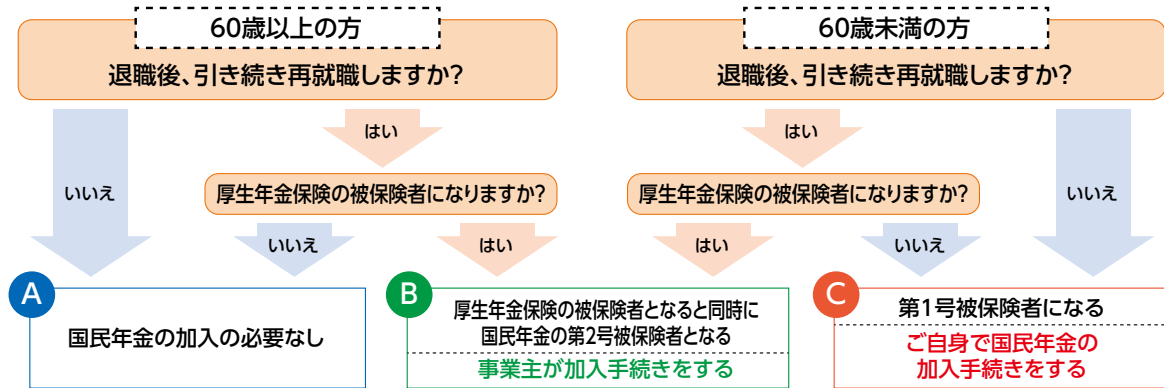 60歳以上の方
退職後、引き続き再就職しますか?
60歳未満の方
退職後、引き続き再就職しますか?
はい
はい
いいえ
厚生年金保険の被保険者になりますか?
厚生年金保険の被保険者になりますか?
いいえ
いいえ
はい
はい
いいえ
A
国民年金の加入の必要なし
B
厚生年金保険の被保険者となると同時に
国民年金の第2号被保険者となる
事業主が加入手続きをする
C
第1号被保険者になる
ご自身で国民年金の
加入手続きをする